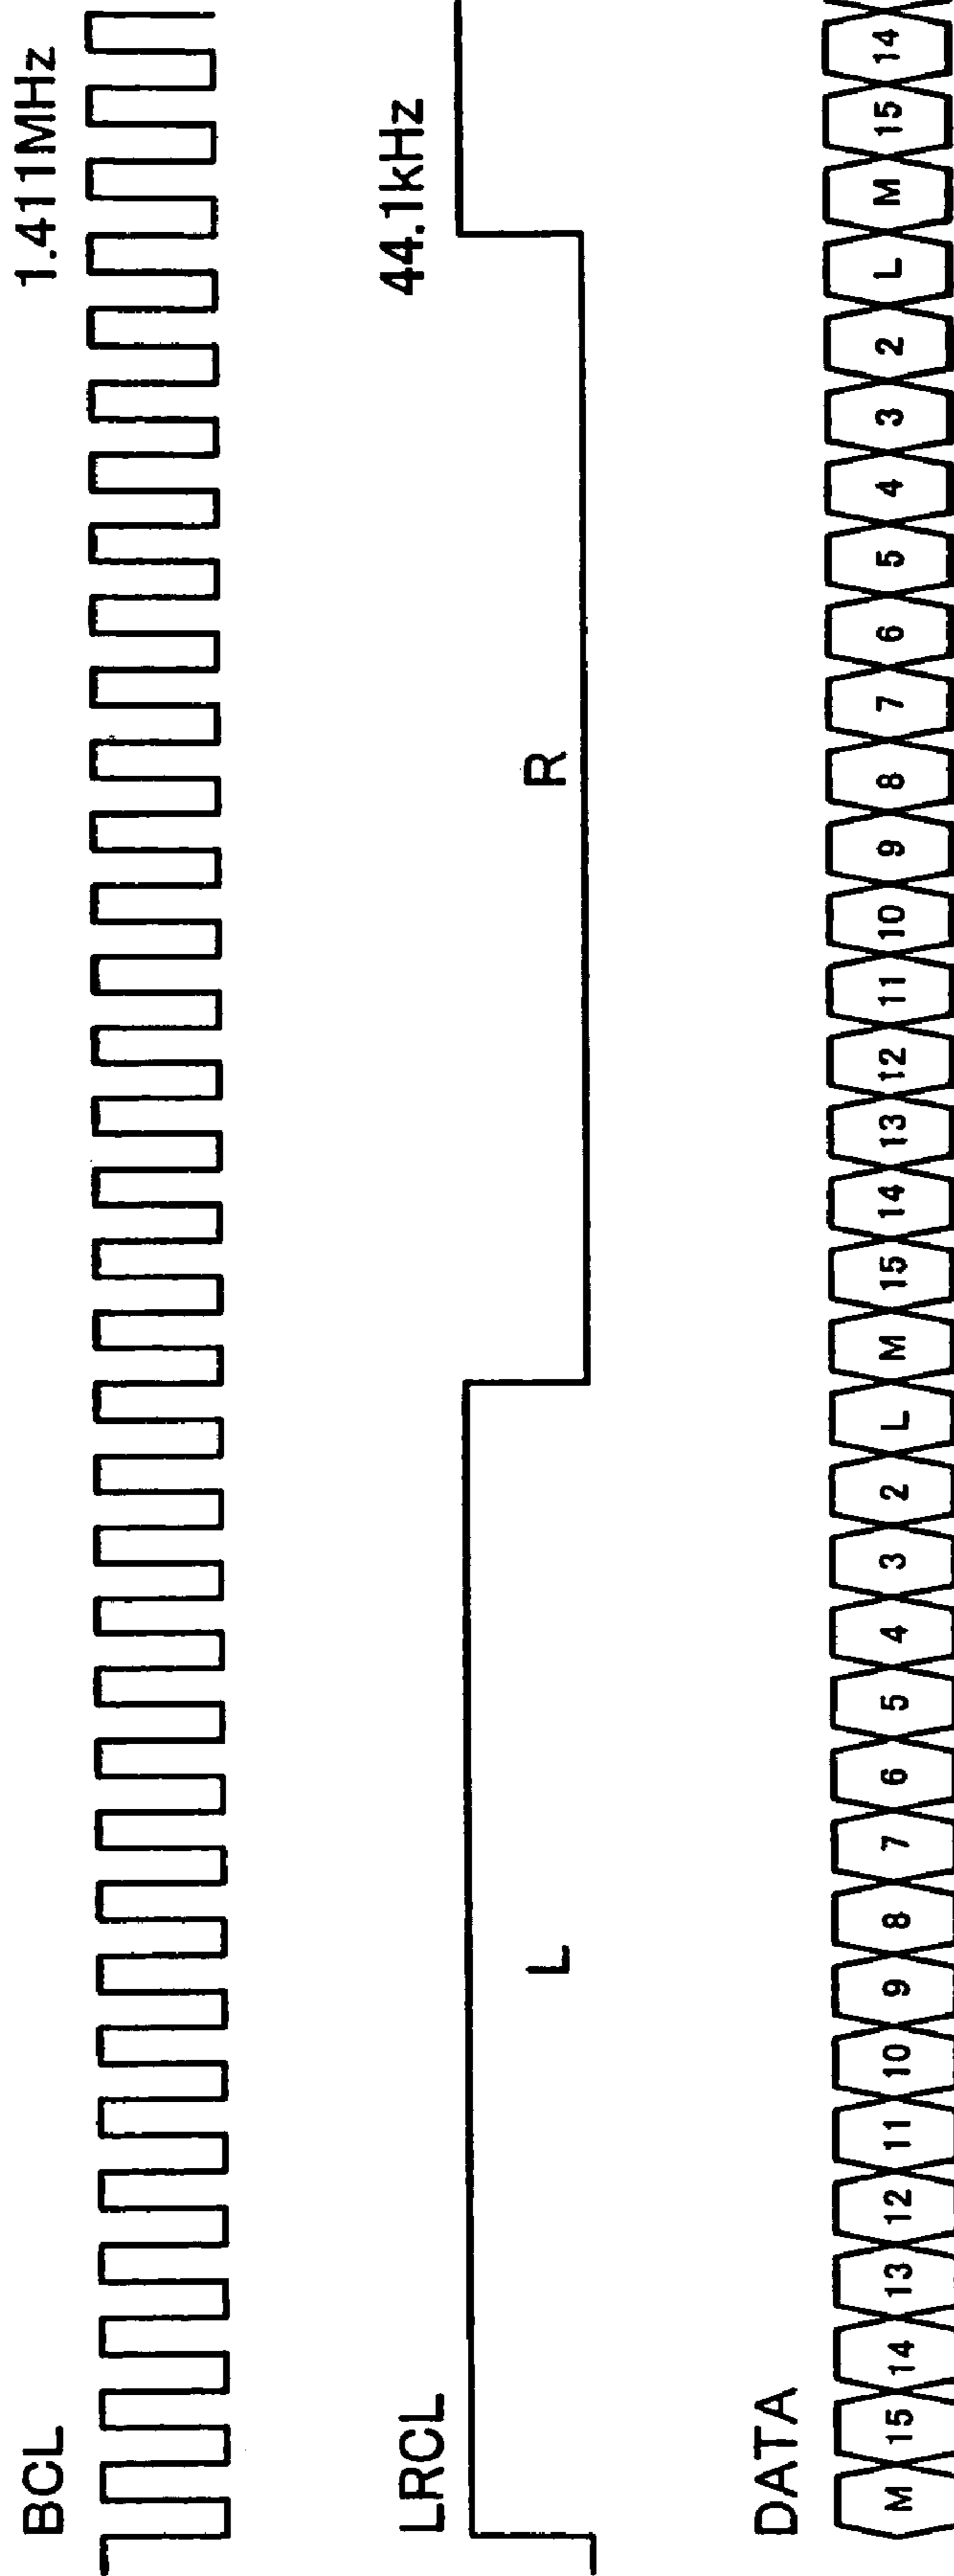 BCL 1.411MHz
LRCL 44.1kHz
L R
DATA
M 15 14 13 12 11 10 9 8 7 6 5 4 3 2 L M 15 14 13 12 11 10 9 8 7 6 5 4 3 2 L M 15 14